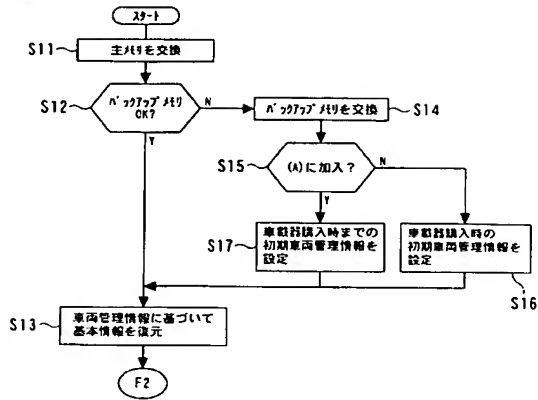 スタート
S11
主メモリを交換
S12
バックアップメモリ
OK?
N
バックアップメモリを交換
S14
Y
S15
(A)に加入?
N
Y
S17
車載器購入時までの
初期車両管理情報を
設定
車載器購入時の
初期車両管理情報を
設定
S16
S13
車両管理情報に基づいて
基本情報を復元
F2